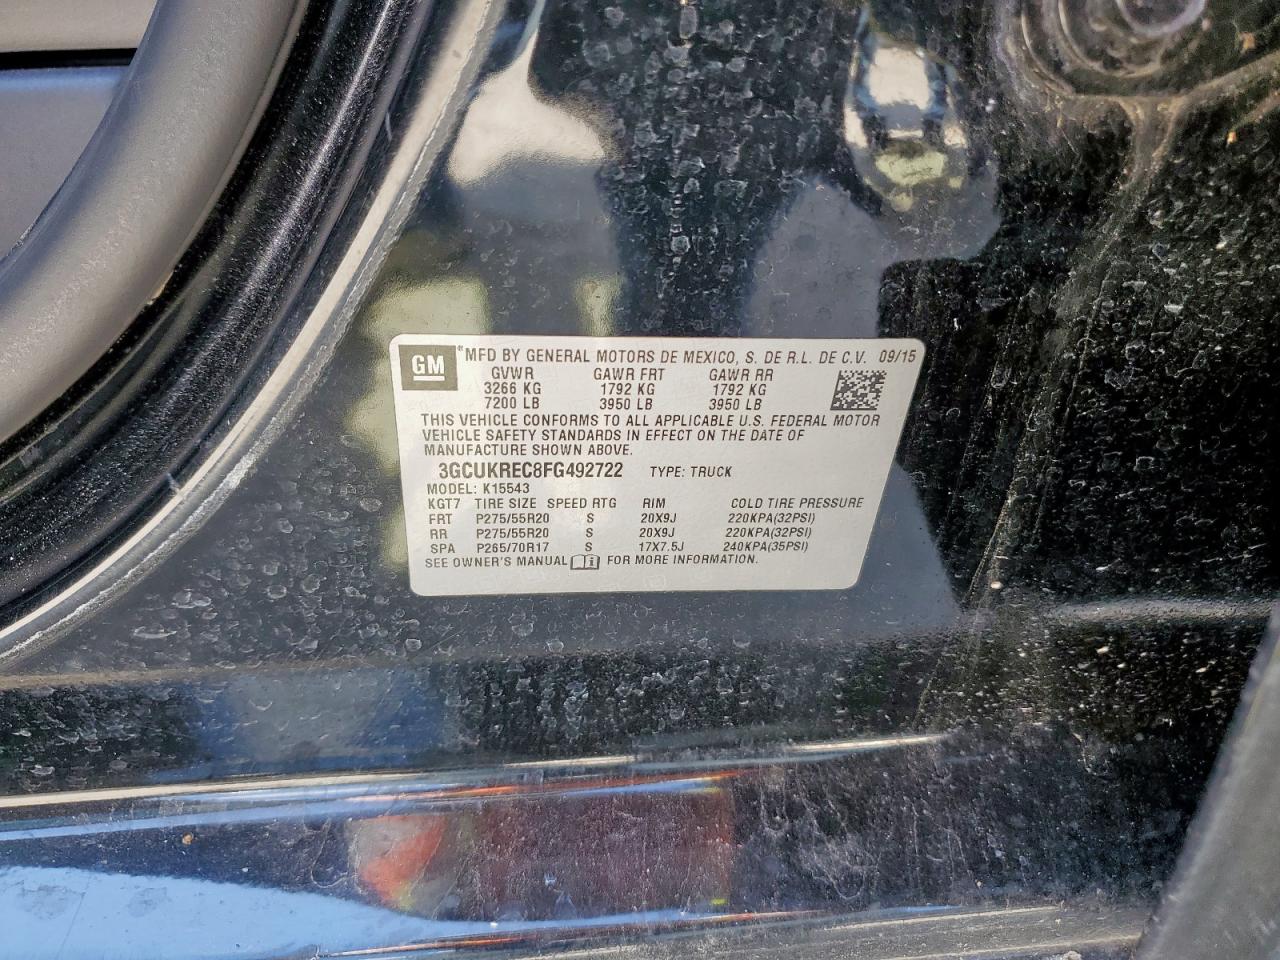 GM ® MFD BY GENERAL MOTORS DE MEXICO, S. DE R.L. DE C.V. 09/15
GVWR GAWR FRT GAWR RR
3266 KG 1792 KG 1792 KG
7200 LB 3950 LB 3950 LB
THIS VEHICLE CONFORMS TO ALL APPLICABLE U.S. FEDERAL MOTOR
VEHICLE SAFETY STANDARDS IN EFFECT ON THE DATE OF
MANUFACTURE SHOWN ABOVE.
3GCUKREC8FG492722 TYPE: TRUCK
MODEL: K15543
KGT7 TIRE SIZE SPEED RTG RIM COLD TIRE PRESSURE
FRT P275/55R20 S 20X9J 220KPA(32PSI)
RR P275/55R20 S 20X9J 220KPA(32PSI)
SPA P265/70R17 S 17X7.5J 240KPA(35PSI)
SEE OWNER'S MANUAL i FOR MORE INFORMATION.